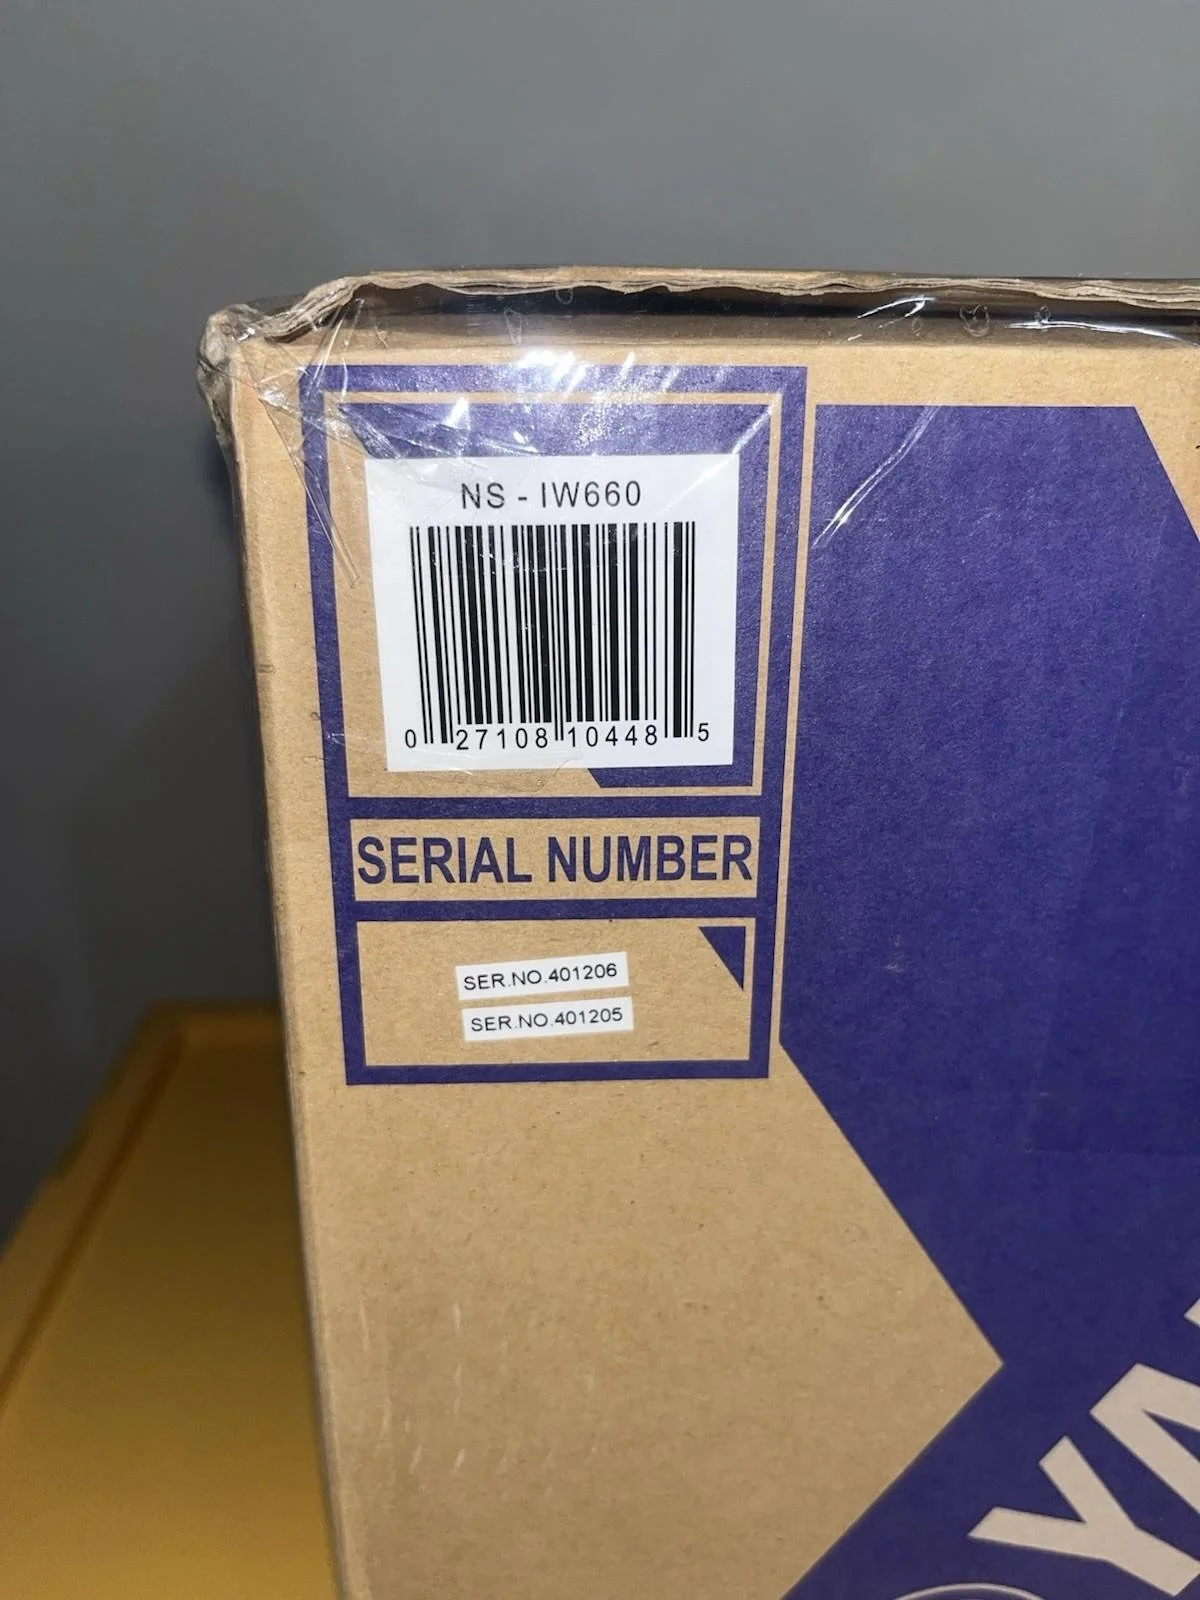 NS - IW660
0 27108 10448 5
SERIAL NUMBER
SER.NO.401206
SER.NO.401205